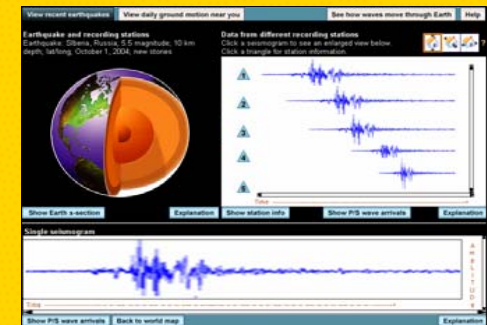 View recent earthquakes
View daily ground motion near you
See how waves move through Earth
Help
Earthquake and recording stations
Earthquake: Siberia, Russia, 5.5 magnitude, 10 km
depth; lat/long; October 1, 2004; new stories
Data from different recording stations
Click a seismogram to see an enlarged view below.
Click a triangle for station information.
?
1
2
3
4
5
Time
Show Earth x-section
Explanation
Show station info
Show P/S wave arrivals
Explanation
Single seismogram
AMPLITUDE
Time
Show P/S wave arrivals
Back to world map
Explanation